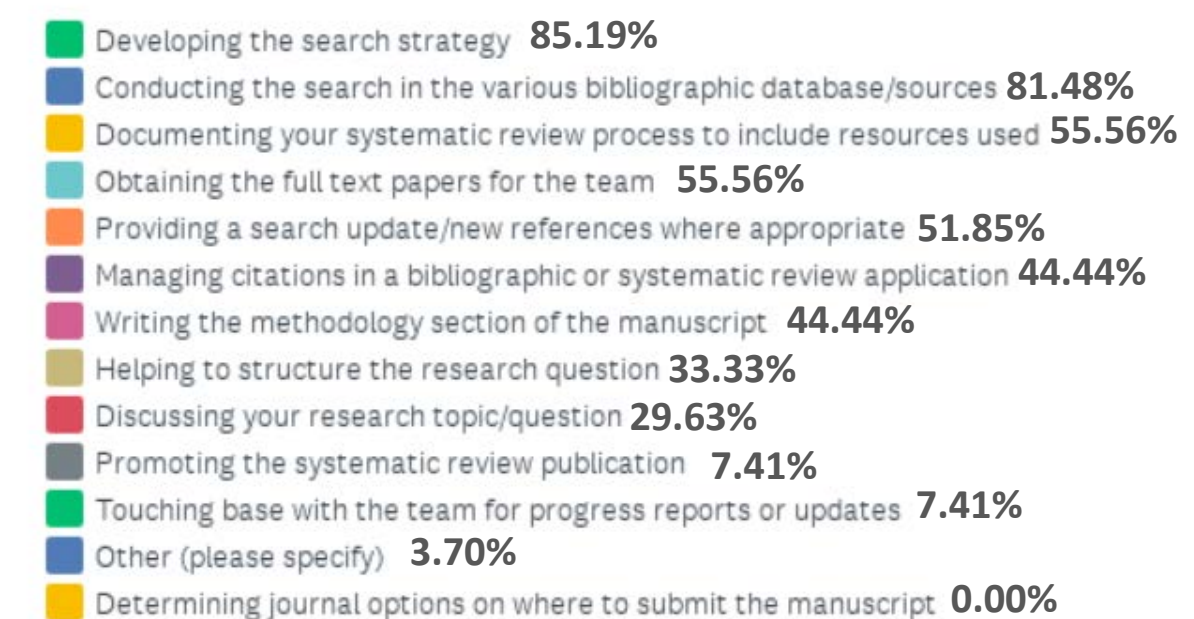 Developing the search strategy 85.19%
Conducting the search in the various bibliographic database/sources 81.48%
Documenting your systematic review process to include resources used 55.56%
Obtaining the full text papers for the team 55.56%
Providing a search update/new references where appropriate 51.85%
Managing citations in a bibliographic or systematic review application 44.44%
Writing the methodology section of the manuscript 44.44%
Helping to structure the research question 33.33%
Discussing your research topic/question 29.63%
Promoting the systematic review publication 7.41%
Touching base with the team for progress reports or updates 7.41%
Other (please specify) 3.70%
Determining journal options on where to submit the manuscript 0.00%